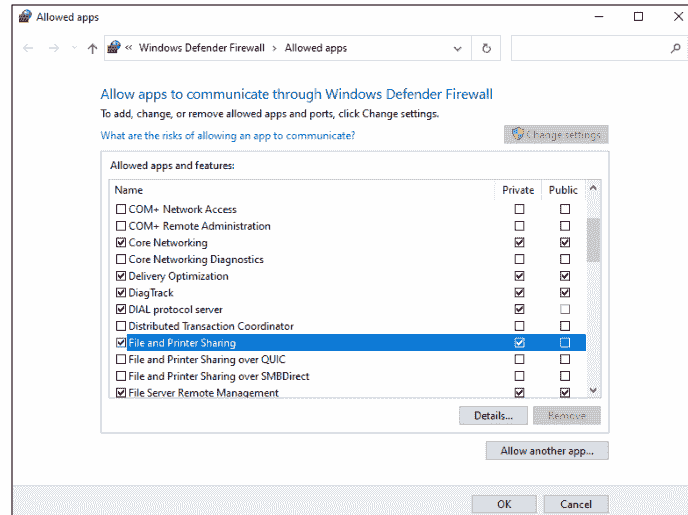 Allowed apps
« Windows Defender Firewall > Allowed apps
Allow apps to communicate through Windows Defender Firewall
To add, change, or remove allowed apps and ports, click Change settings.
What are the risks of allowing an app to communicate?
Change settings
Allowed apps and features:
Name Private Public
COM+ Network Access
COM+ Remote Administration
Core Networking
Core Networking Diagnostics
Delivery Optimization
DiagTrack
DIAL protocol server
Distributed Transaction Coordinator
File and Printer Sharing
File and Printer Sharing over QUIC
File and Printer Sharing over SMBDirect
File Server Remote Management
Details... Remove
Allow another app...
OK Cancel